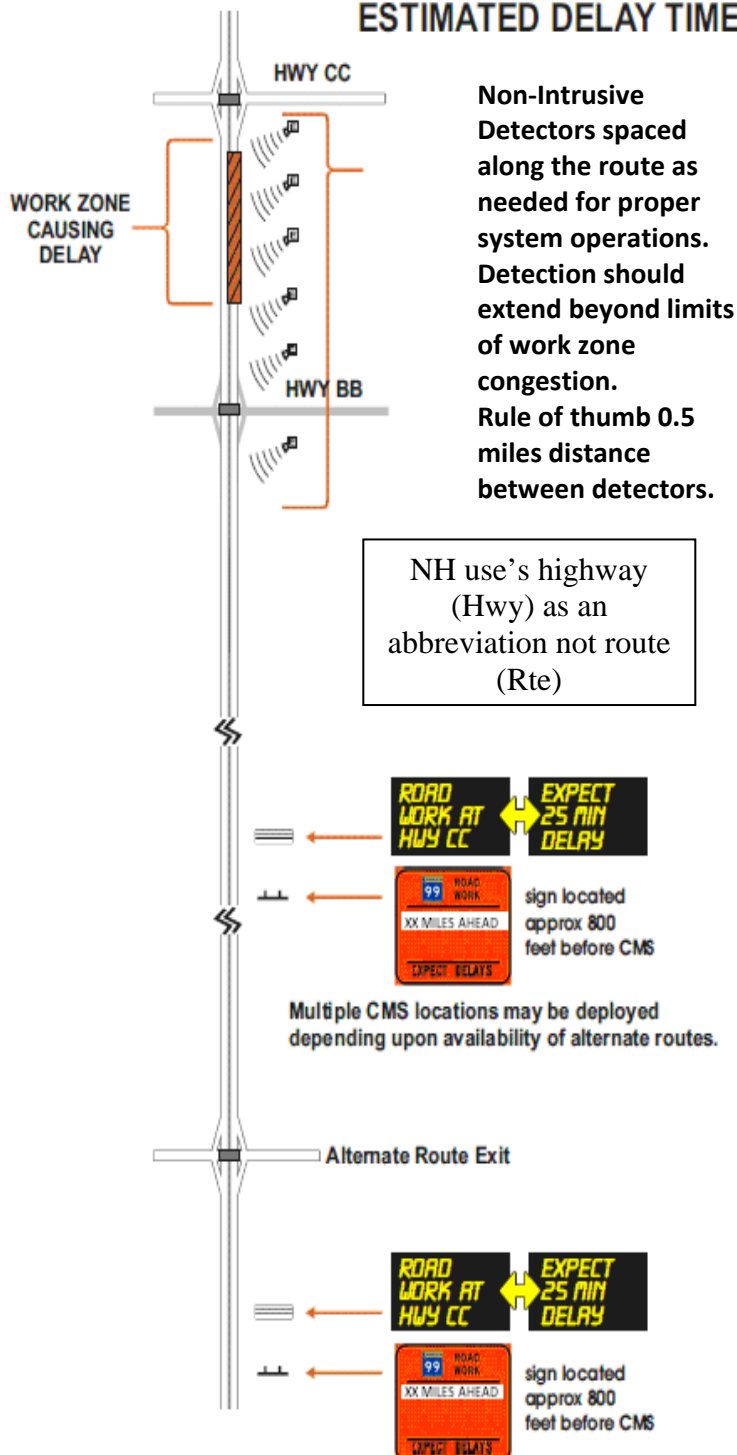 ESTIMATED DELAY TIME
HWY CC
Non-Intrusive
Detectors spaced
along the route as
needed for proper
system operations.
Detection should
extend beyond limits
of work zone
congestion.
Rule of thumb 0.5
miles distance
between detectors.
WORK ZONE
CAUSING
DELAY
HWY BB
NH use's highway
(Hwy) as an
abbreviation not route
(Rte)
ROAD
WORK AT
HWY CC
EXPECT
25 MIN
DELAY
99
ROAD
WORK
XX MILES AHEAD
EXPECT DELAYS
sign located
approx 800
feet before CMS
Multiple CMS locations may be deployed
depending upon availability of alternate routes.
Alternate Route Exit
ROAD
WORK AT
HWY CC
EXPECT
25 MIN
DELAY
99
ROAD
WORK
XX MILES AHEAD
EXPECT DELAYS
sign located
approx 800
feet before CMS